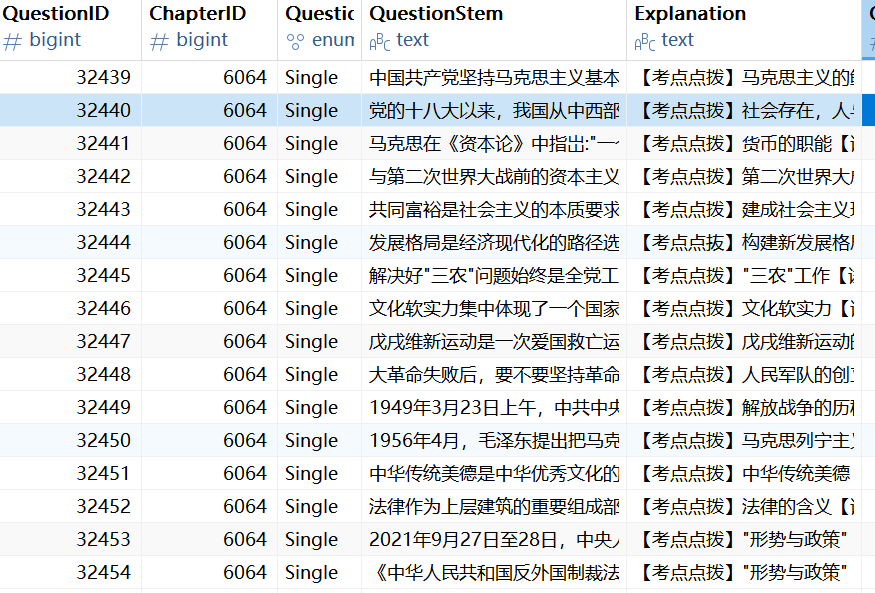 QuestionID ChapterID Questic QuestionStem Explanation
# bigint # bigint enum ABC text ABC text
32439 6064 Single 中国共产党坚持马克思主义基本 【考点点拨】马克思主义的
32440 6064 Single 党的十八大以来，我国从中西部 【考点点拨】社会存在，人
32441 6064 Single 马克思在《资本论》中指出:"一 【考点点拨】货币的职能【
32442 6064 Single 与第二次世界大战前的资本主义 【考点点拨】第二次世界大
32443 6064 Single 共同富裕是社会主义的本质要求 【考点点拨】建成社会主义
32444 6064 Single 发展格局是经济现代化的路径选 【考点点拨】构建新发展格
32445 6064 Single 解决好"三农"问题始终是全党工 【考点点拨】"三农"工作【
32446 6064 Single 文化软实力集中体现了一个国家 【考点点拨】文化软实力【
32447 6064 Single 戊戌维新运动是一次爱国救亡运 【考点点拨】戊戌维新运动
32448 6064 Single 大革命失败后，要不要坚持革命 【考点点拨】人民军队的创
32449 6064 Single 1949年3月23日上午，中共中央 【考点点拨】解放战争的历
32450 6064 Single 1956年4月，毛泽东提出把马克 【考点点拨】马克思列宁主
32451 6064 Single 中华传统美德是中华优秀文化的 【考点点拨】中华传统美德
32452 6064 Single 法律作为上层建筑的重要组成部 【考点点拨】法律的含义【
32453 6064 Single 2021年9月27日至28日，中央 【考点点拨】"形势与政策"
32454 6064 Single 《中华人民共和国反外国制裁法 【考点点拨】"形势与政策"